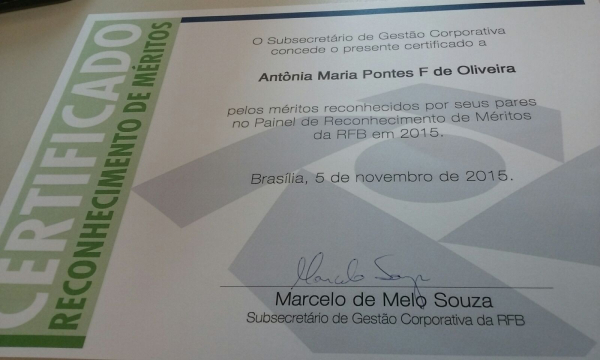 CERTIFICADO
RECONHECIMENTO DE MÉRITOS
O Subsecretário de Gestão Corporativa
concede o presente certificado a
Antônia Maria Pontes F de Oliveira
pelos méritos reconhecidos por seus pares
no Painel de Reconhecimento de Méritos
da RFB em 2015.
Brasília, 5 de novembro de 2015.
Marcelo de Melo Souza
Subsecretário de Gestão Corporativa da RFB